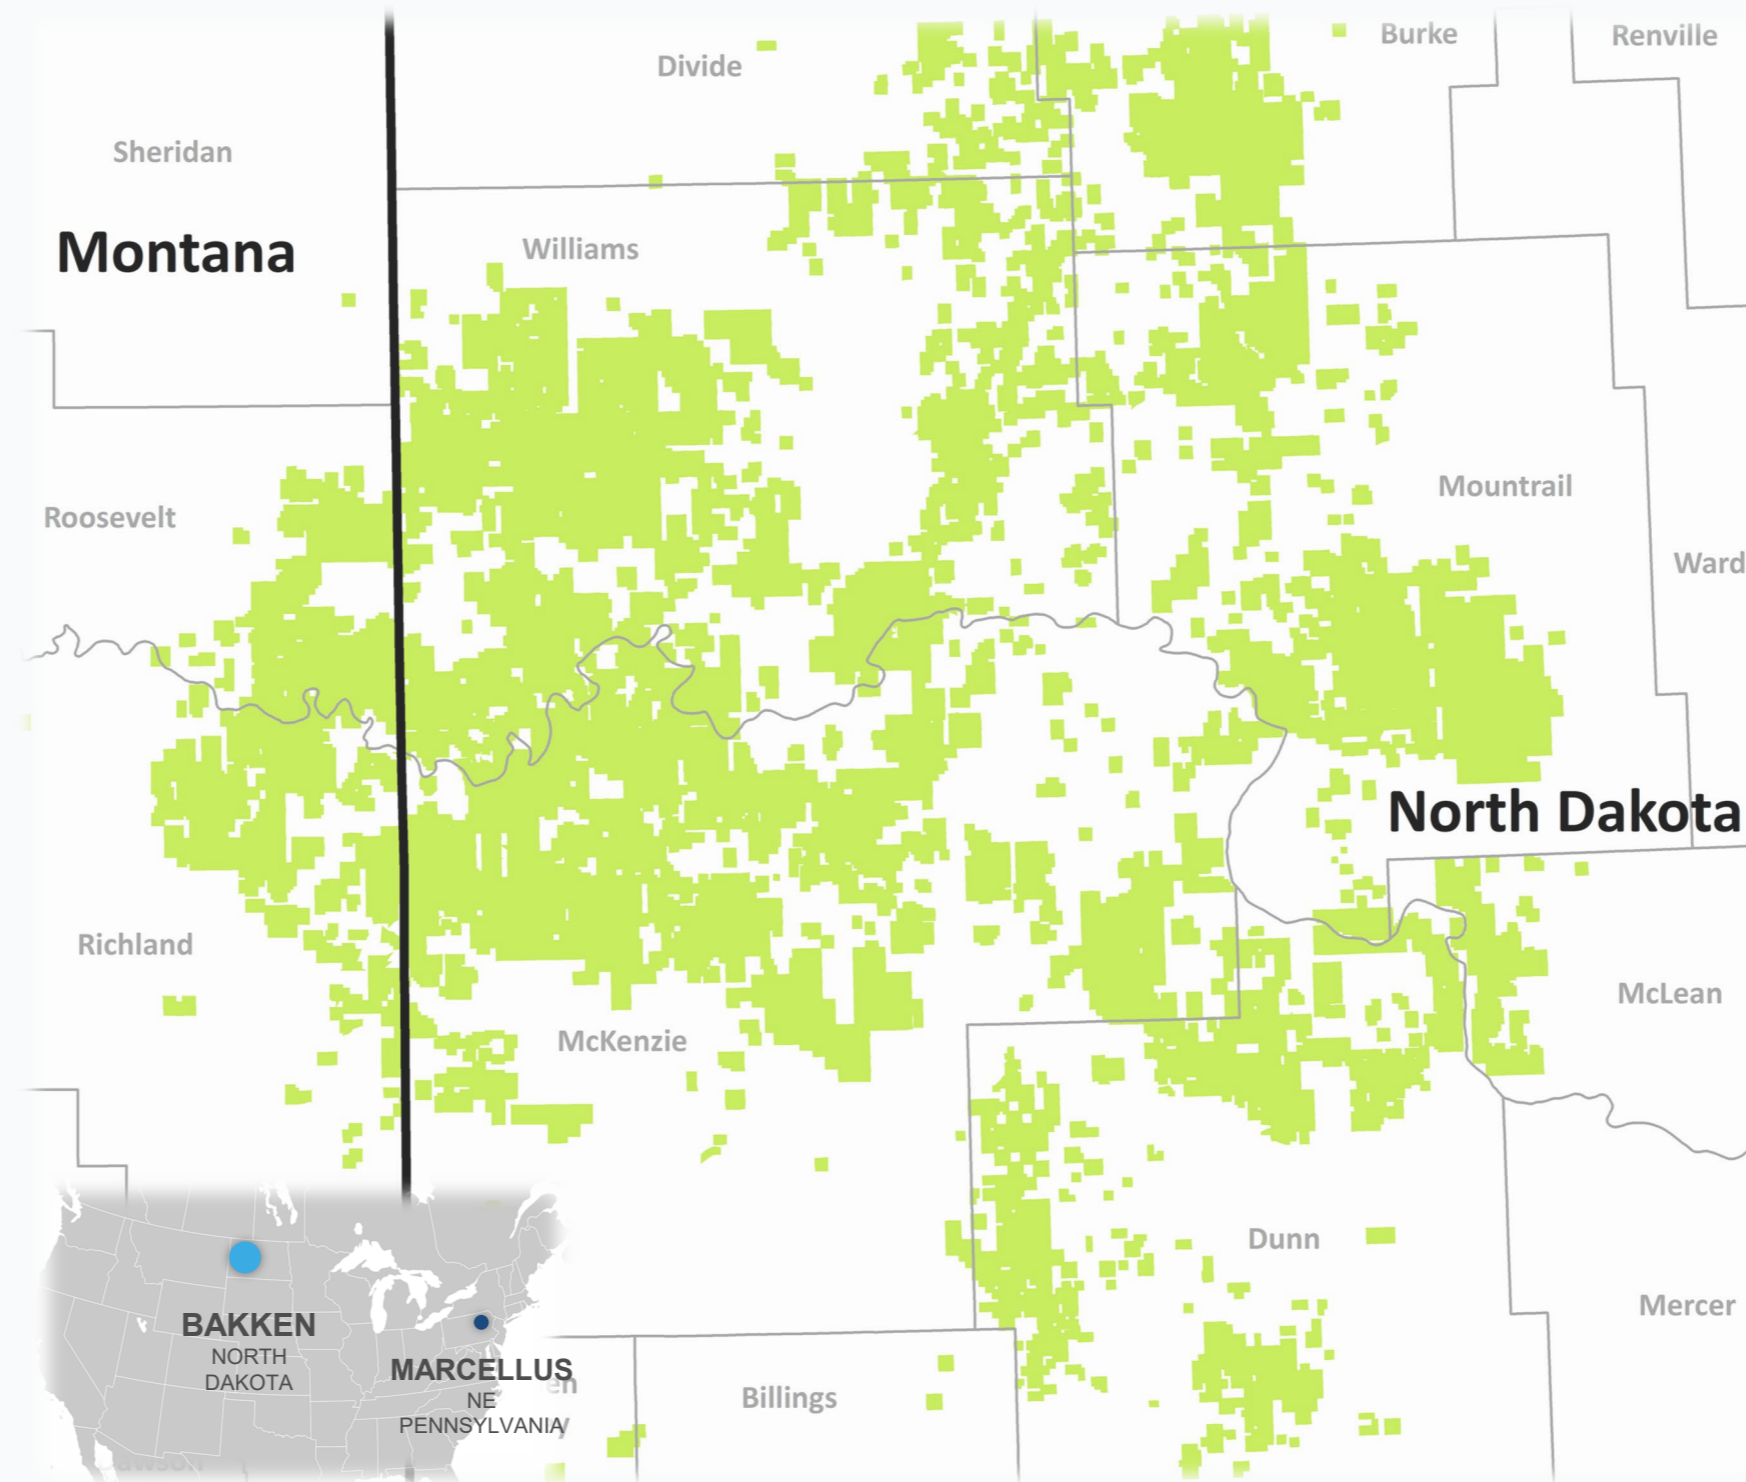 Burke
Renville
Divide
Sheridan
Montana
Williams
Mountrail
Roosevelt
Ward
North Dakota
Richland
McLean
McKenzie
Dunn
Mercer
Billings
BAKKEN
NORTH
DAKOTA
MARCELLUS
NE
PENNSYLVANIA
en
y